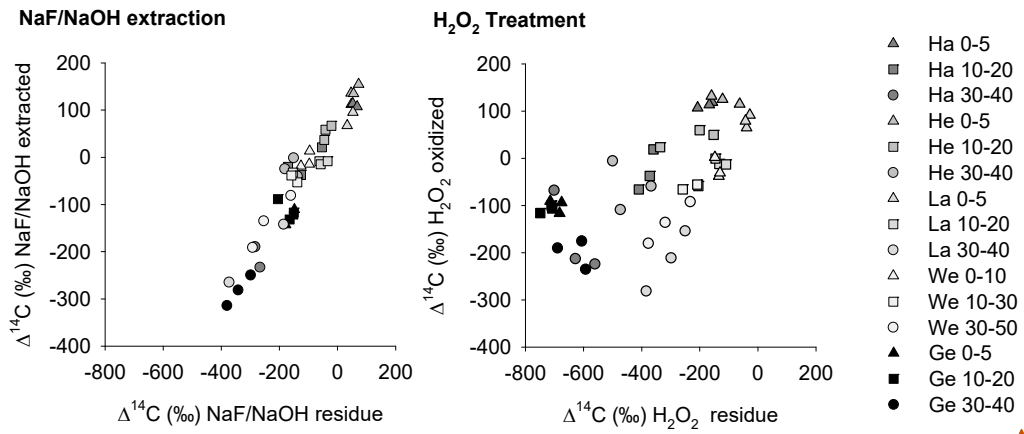 NaF/NaOH extraction
200
100
0
-100
-200
-300
-400
-800
-600
-400
-200
0
200
Δ¹⁴C (‰) NaF/NaOH extracted
Δ¹⁴C (‰) NaF/NaOH residue
H₂O₂ Treatment
200
100
0
-100
-200
-300
-400
-800
-600
-400
-200
0
200
Δ¹⁴C (‰) H₂O₂ oxidized
Δ¹⁴C (‰) H₂O₂ residue
Ha 0-5
Ha 10-20
Ha 30-40
He 0-5
He 10-20
He 30-40
La 0-5
La 10-20
La 30-40
We 0-10
We 10-30
We 30-50
Ge 0-5
Ge 10-20
Ge 30-40